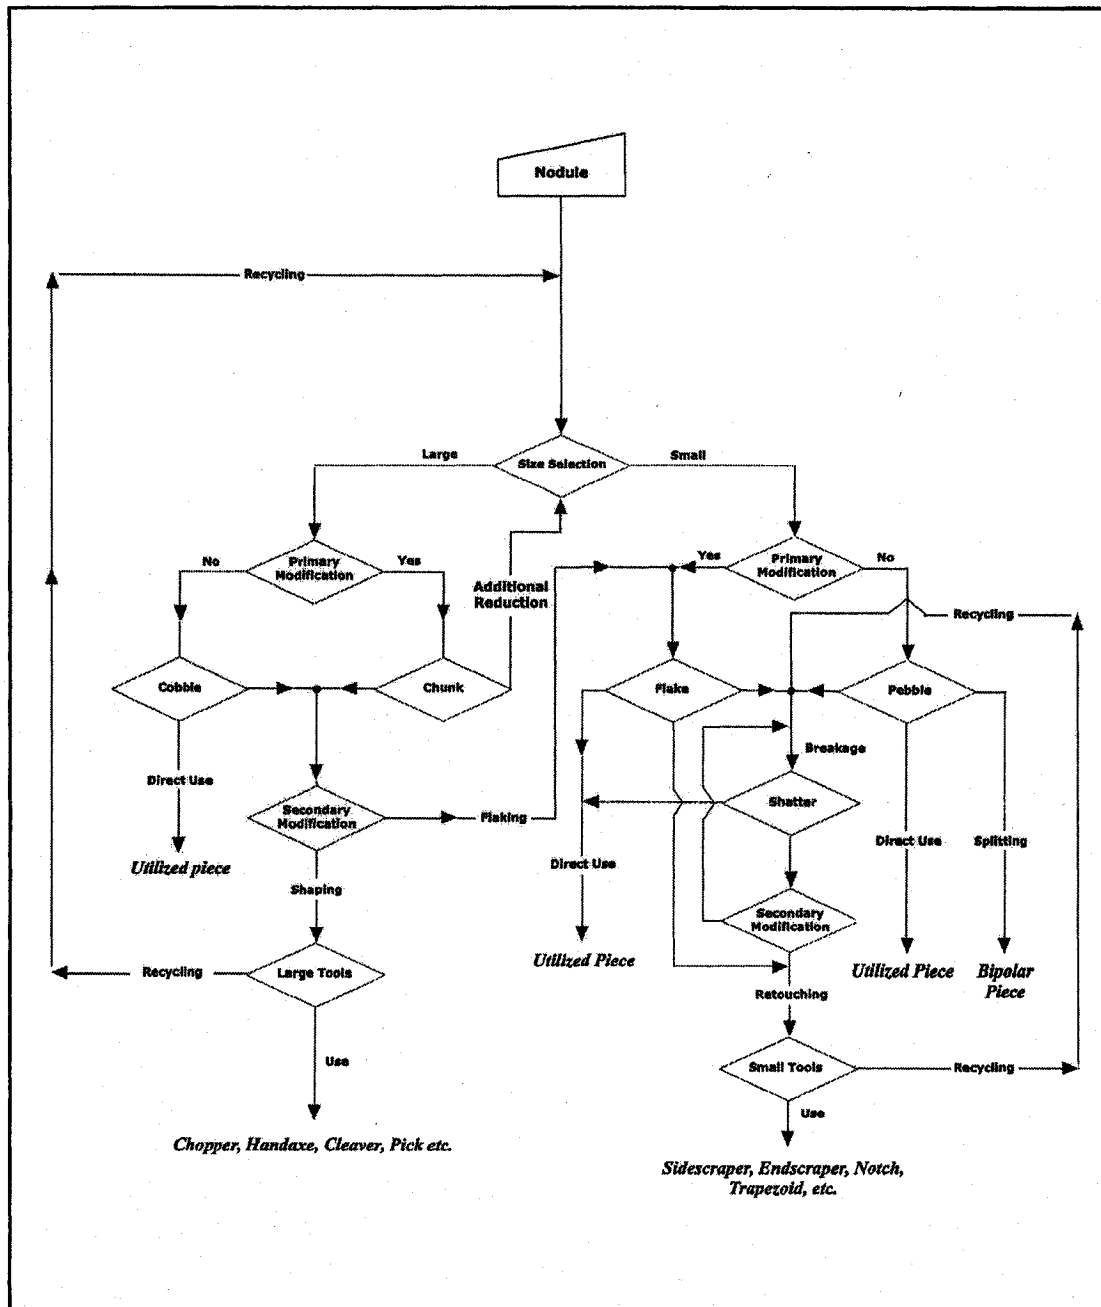 Nodule
Recycling
Large
Size Selection
Small
No
Primary
Modification
Yes
Additional
Reduction
Yes
Primary
Modification
No
Recycling
Cobble
Chunk
Flake
Pebble
Breakage
Direct Use
Secondary
Modification
Flaking
Shatter
Utilized piece
Direct Use
Direct Use
Splitting
Shaping
Secondary
Modification
Utilized Piece
Utilized Piece
Bipolar
Piece
Recycling
Large Tools
Retouching
Use
Small Tools
Recycling
Use
Chopper, Handaxe, Cleaver, Pick etc.
Sidescraper, Endscraper, Notch,
Trapezoid, etc.